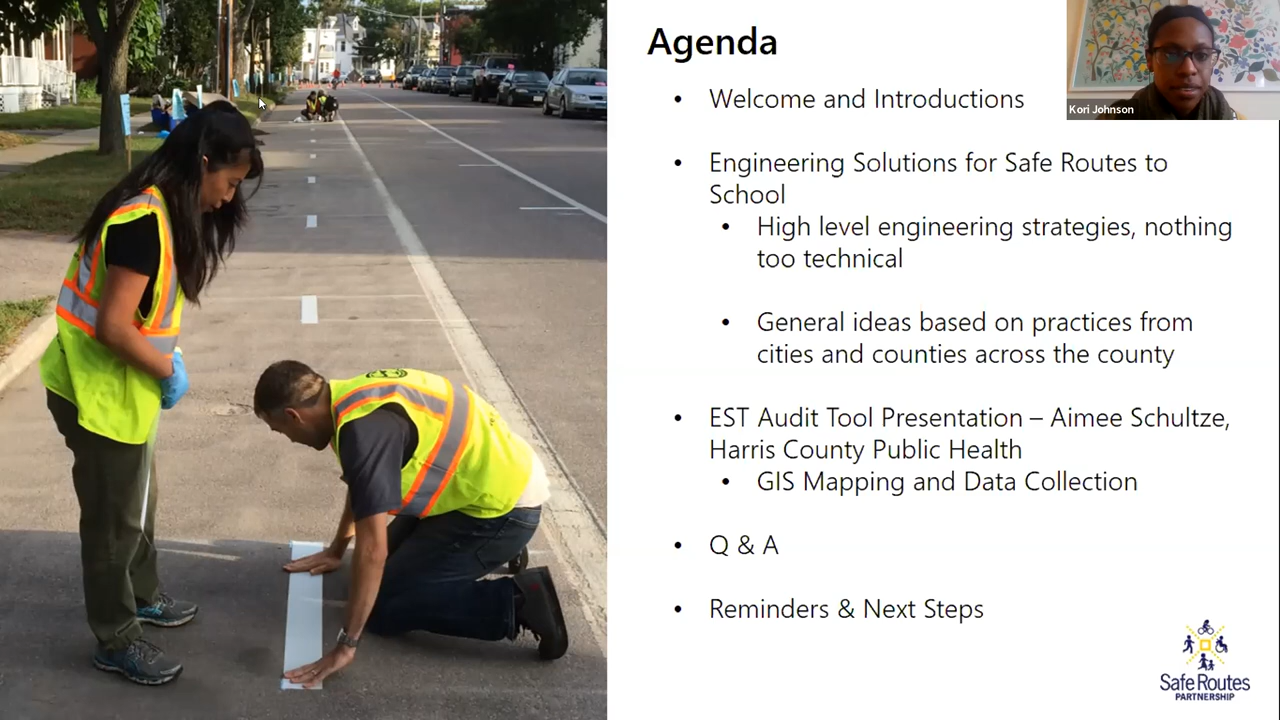 Agenda
Kori Johnson
• Welcome and Introductions
• Engineering Solutions for Safe Routes to
School
• High level engineering strategies, nothing
too technical
• General ideas based on practices from
cities and counties across the county
• EST Audit Tool Presentation – Aimee Schultze,
Harris County Public Health
• GIS Mapping and Data Collection
• Q & A
• Reminders & Next Steps
Safe Routes
PARTNERSHIP